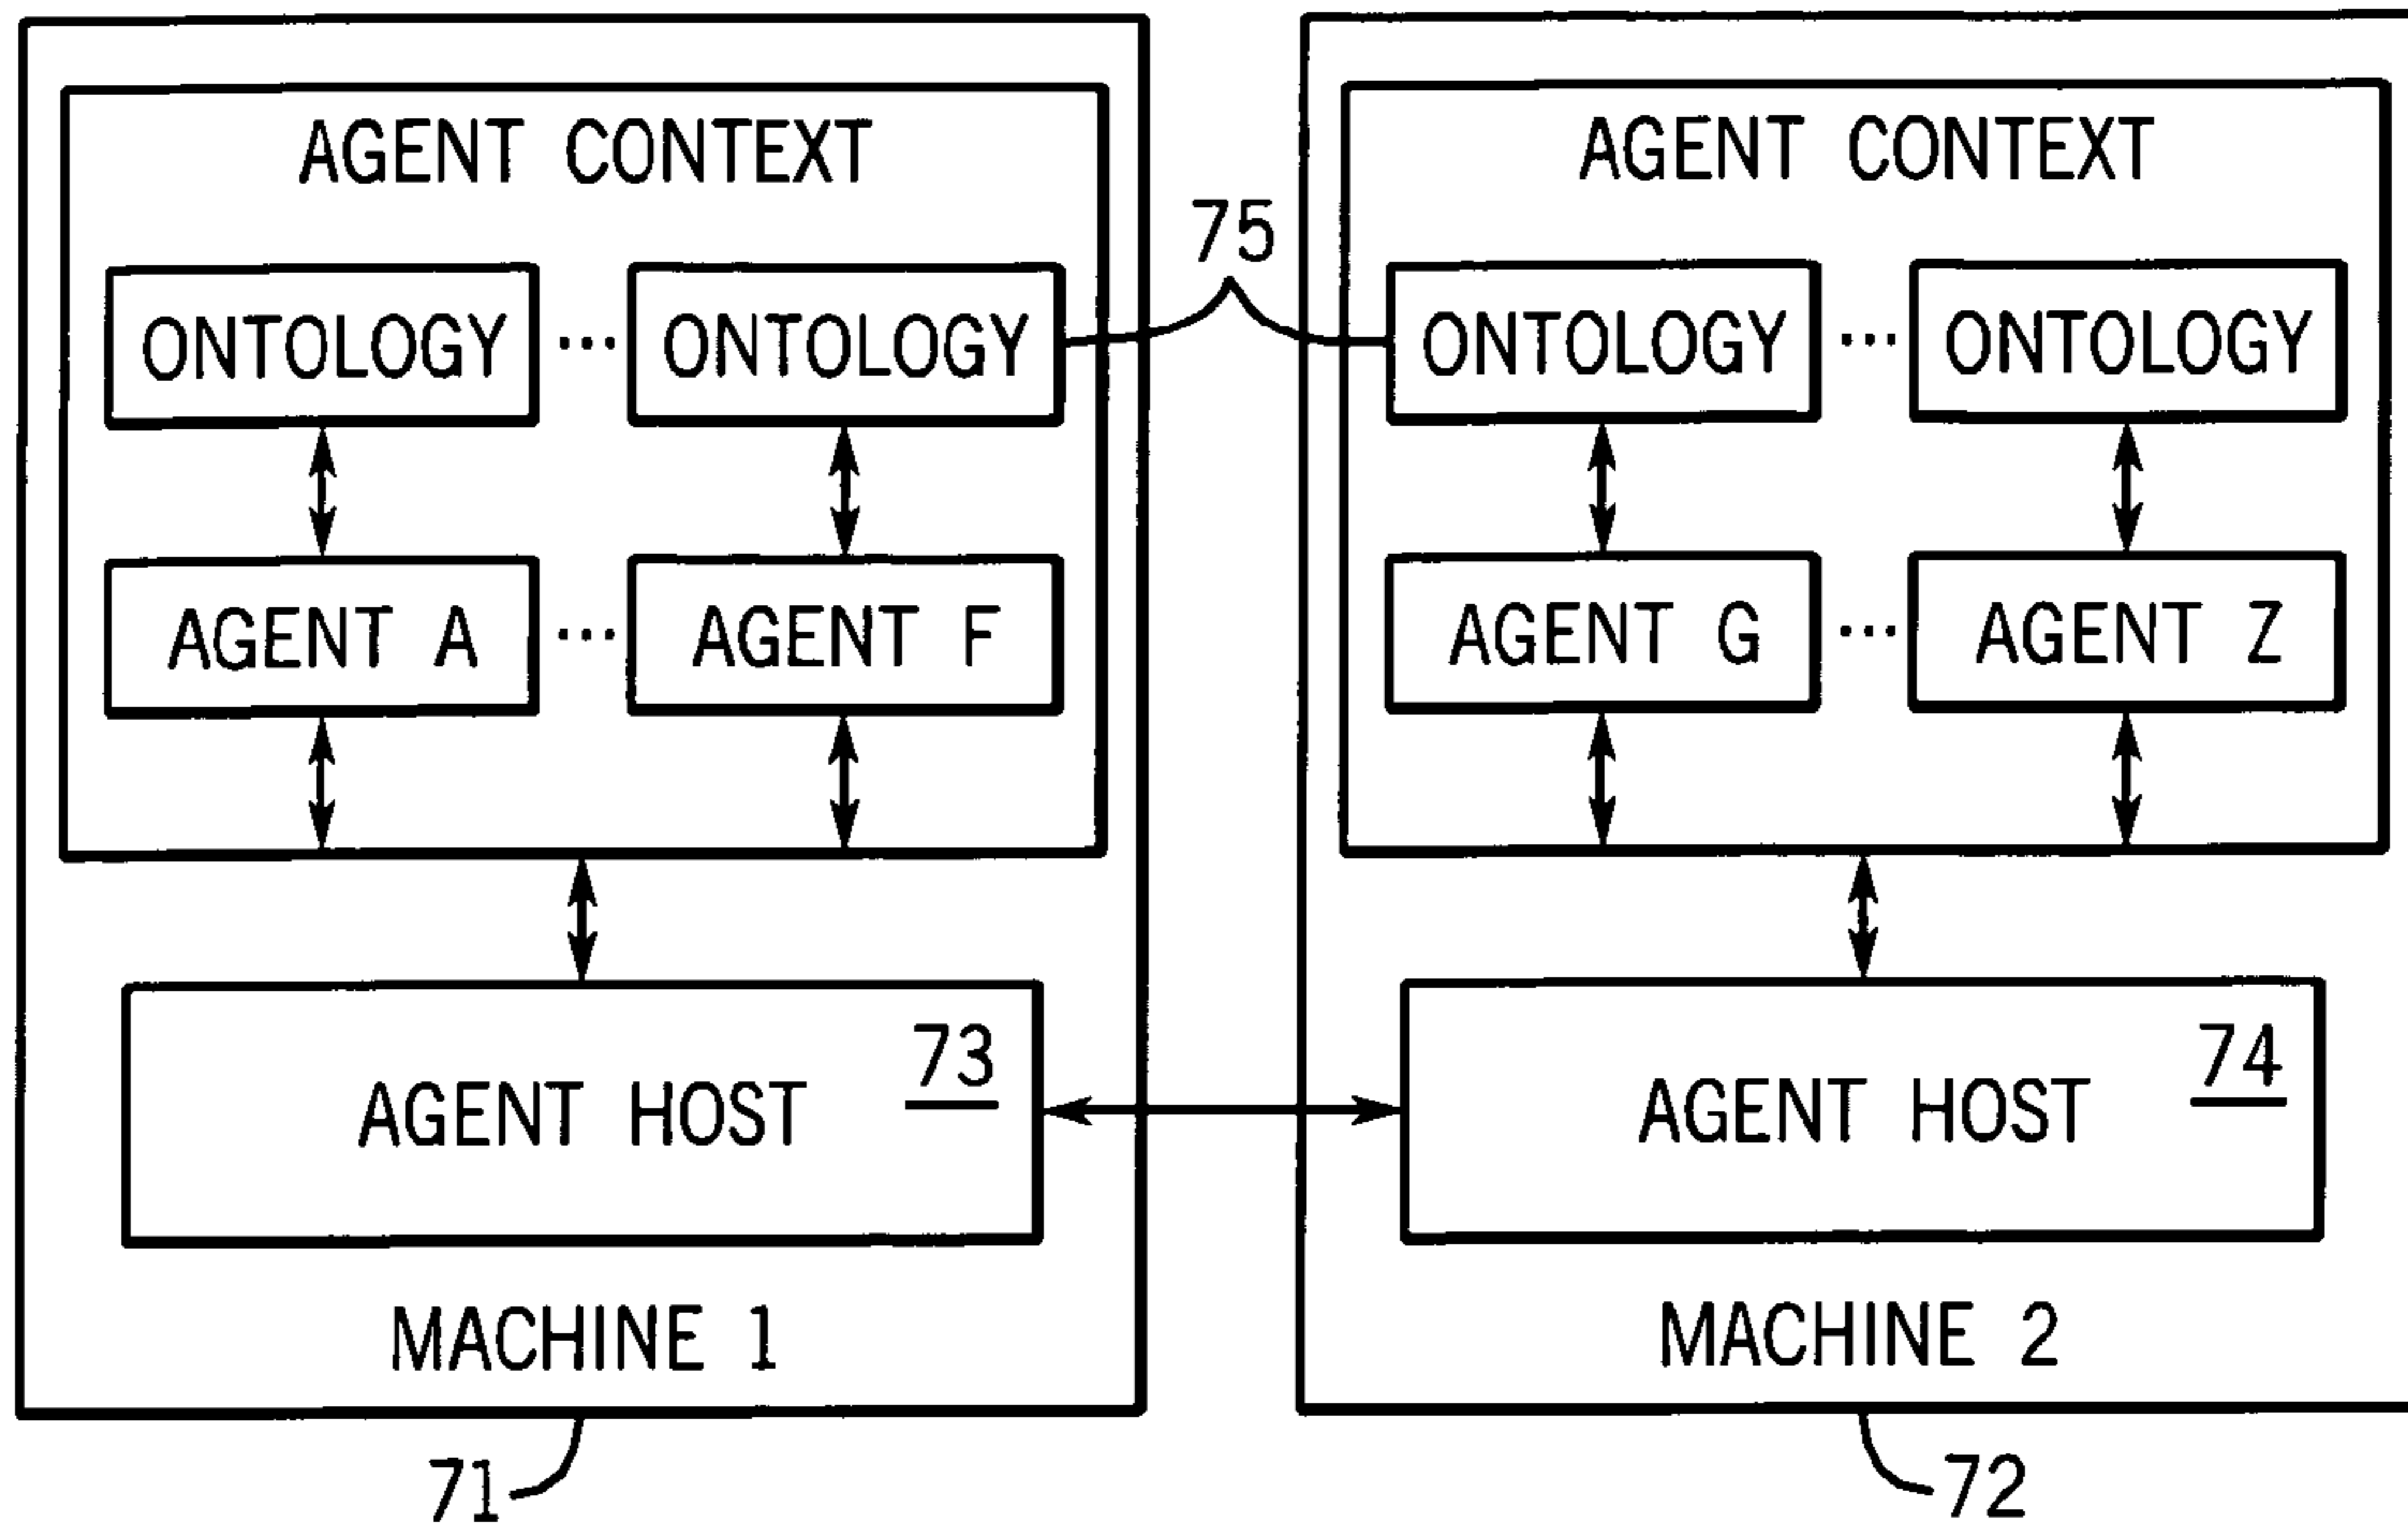 AGENT CONTEXT
ONTOLOGY ... ONTOLOGY
AGENT A ... AGENT F
AGENT HOST 73
MACHINE 1
71
75
AGENT CONTEXT
ONTOLOGY ... ONTOLOGY
AGENT G ... AGENT Z
AGENT HOST 74
MACHINE 2
72